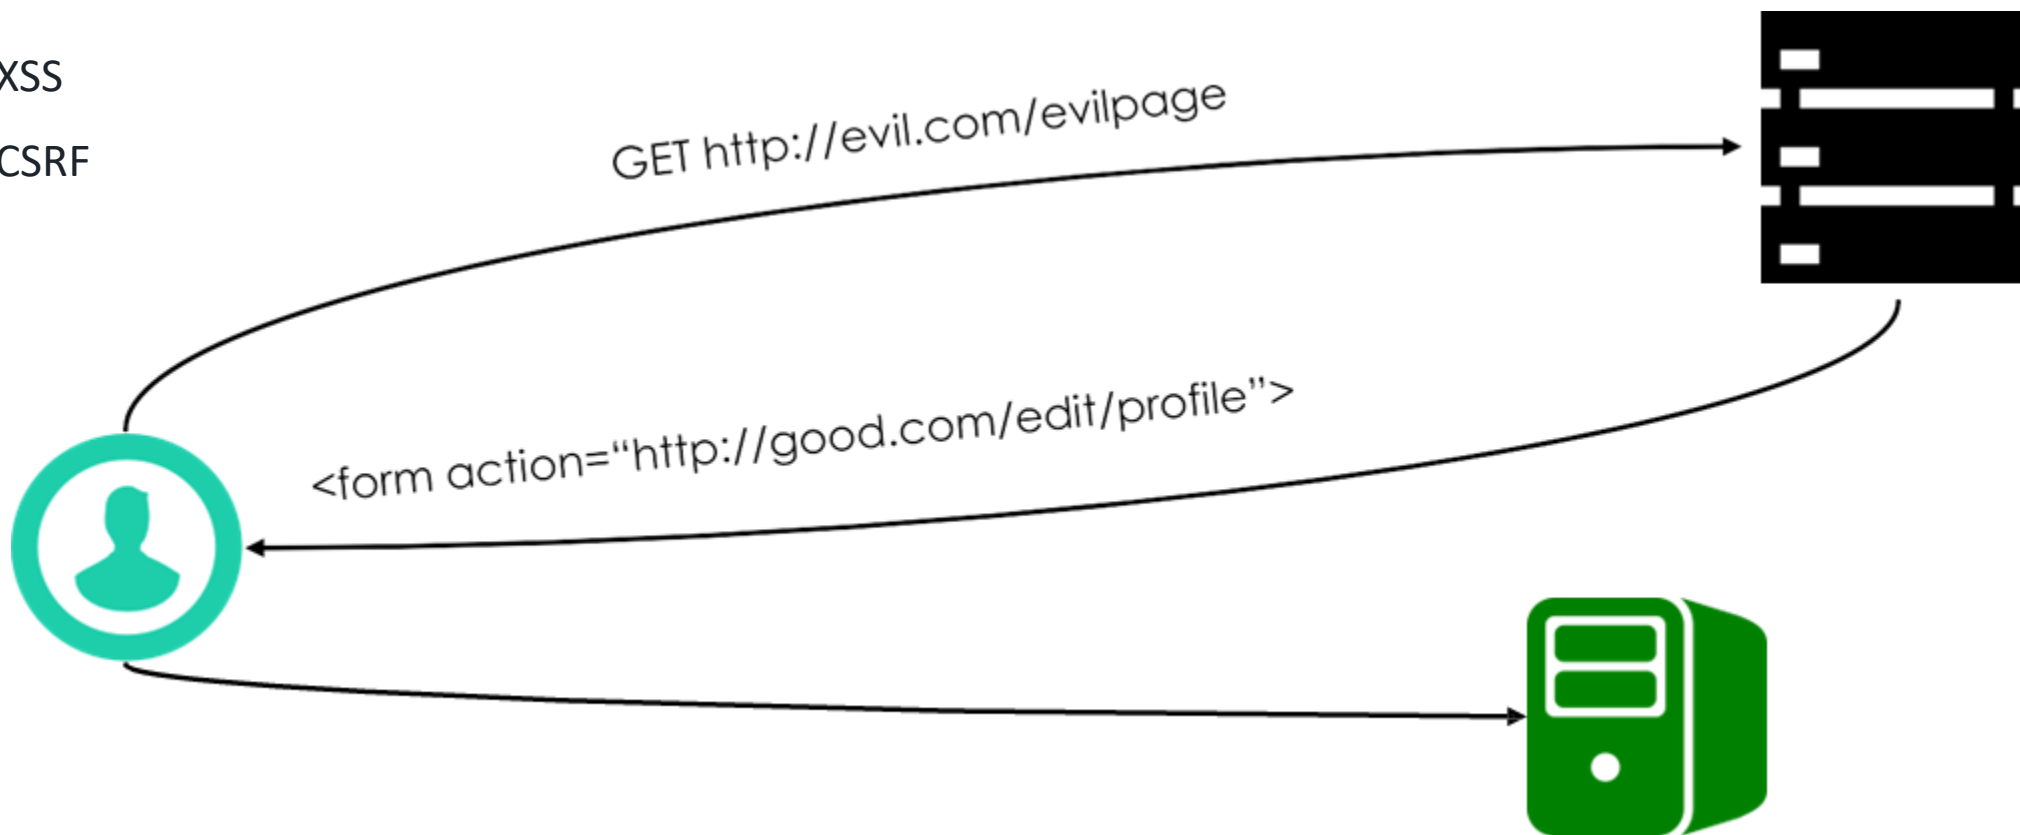 XSS
CSRF
GET http://evil.com/evilpage
<form action=“http://good.com/edit/profile”>